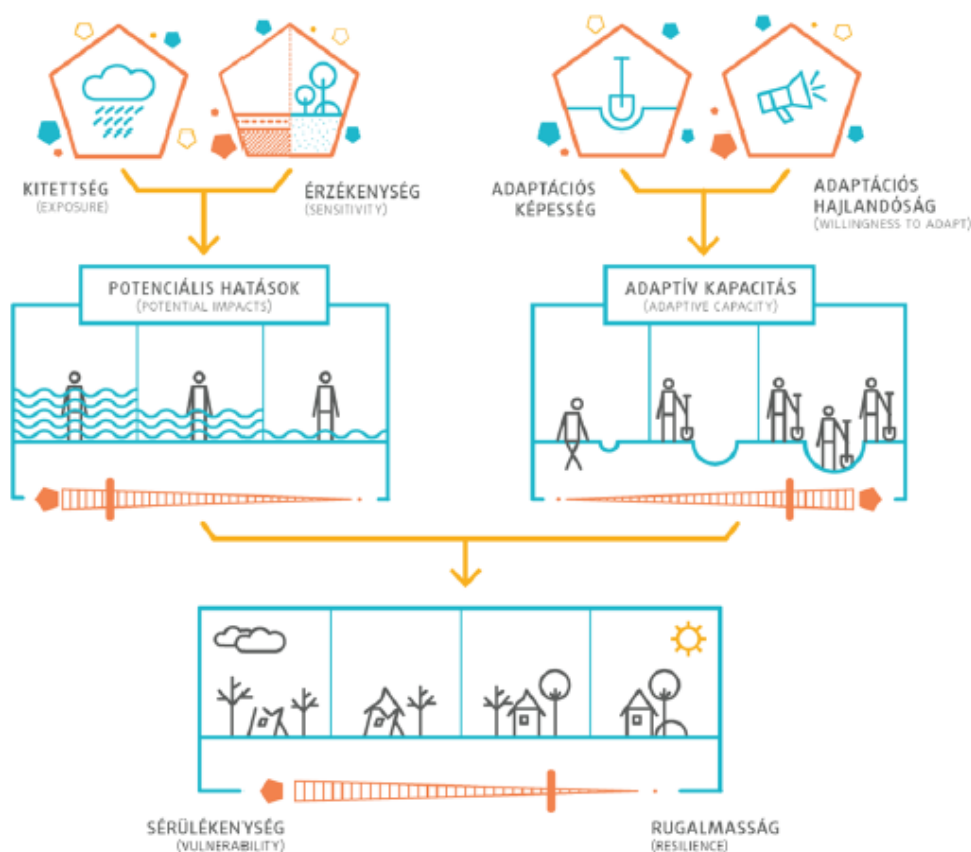 KITETTSÉG
(EXPOSURE)
ÉRZÉKENYSÉG
(SENSITIVITY)
ADAPTÁCIÓS
KÉPESSÉG
ADAPTÁCIÓS
HAJLANDÓSÁG
(WILLINGNESS TO ADAPT)
POTENCIÁLIS HATÁSOK
(POTENTIAL IMPACTS)
ADAPTÍV KAPACITÁS
(ADAPTIVE CAPACITY)
SÉRÜLÉKENYSÉG
(VULNERABILITY)
RUGALMASSÁG
(RESILIENCE)